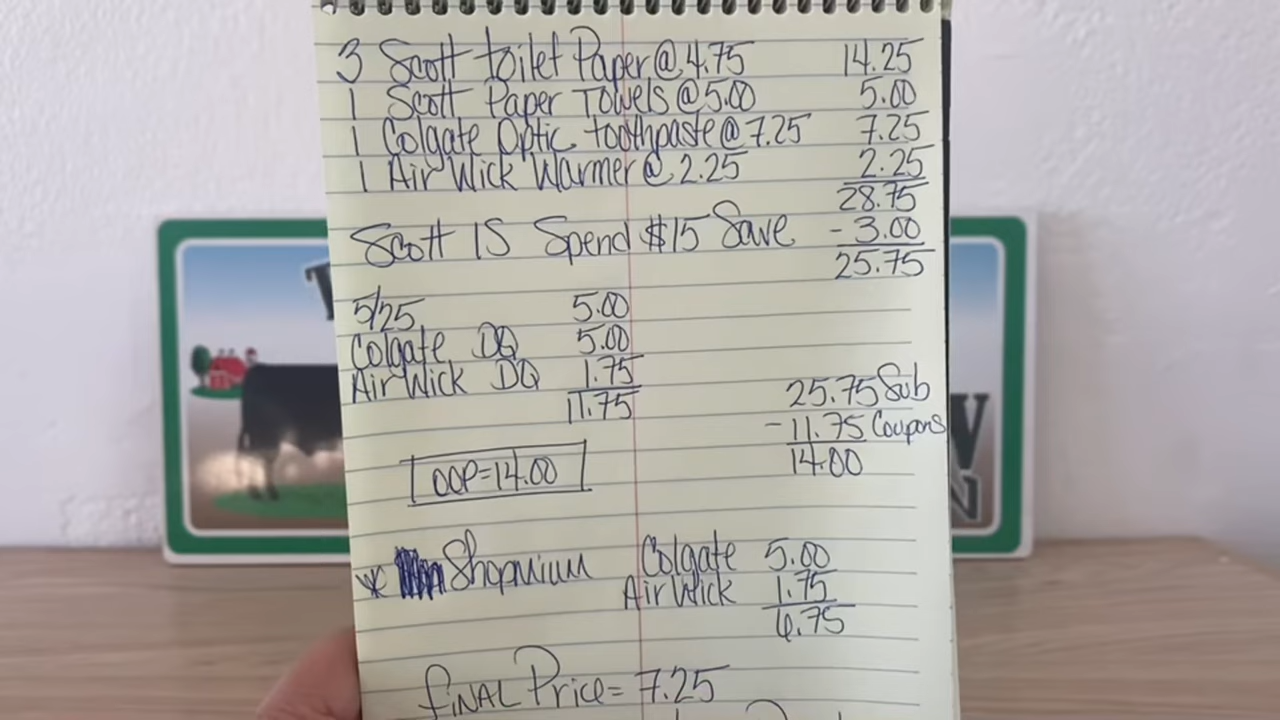 3 Scott toilet Paper @ 4.75 14.25
1 Scott Paper Towels @ 5.00 5.00
1 Colgate Optic toothpaste @ 7.25 7.25
1 Air Wick Warmer @ 2.25 2.25
28.75
Scott IS Spend $15 Save - 3.00
25.75
5/25 5.00
Colgate DQ 5.00
Air Wick DQ 1.75
11.75
25.75 Sub
- 11.75 Coupons
14.00
OOP = 14.00
* Shopmium Colgate 5.00
Air Wick 1.75
6.75
Final Price = 7.25